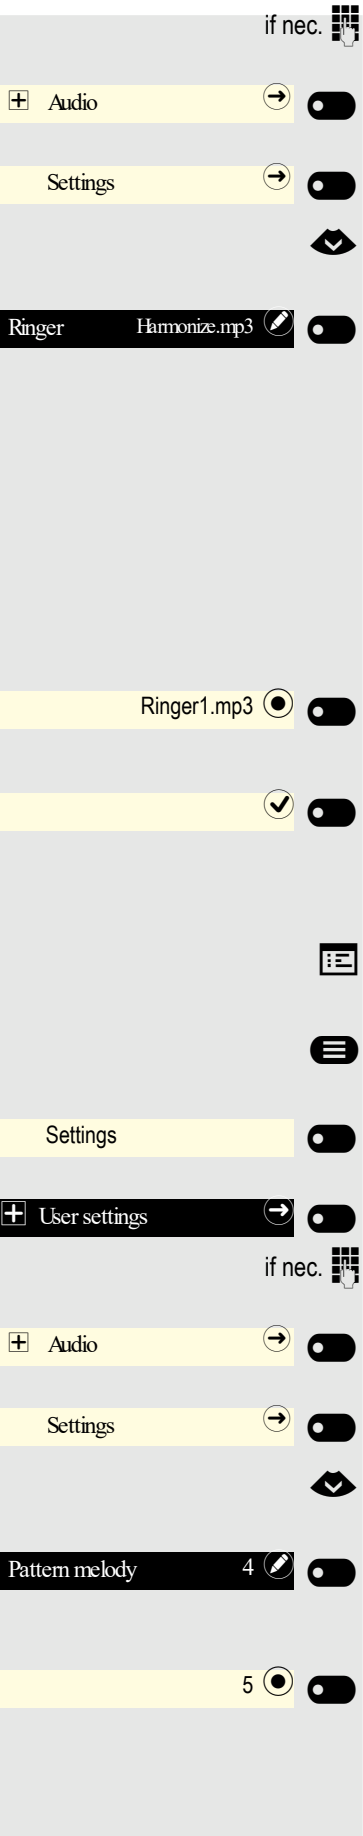 if nec.
Audio
Settings
Ringer Harmonize.mp3
Ringer1.mp3
Settings
User settings
if nec.
Audio
Settings
Pattern melody 4
5